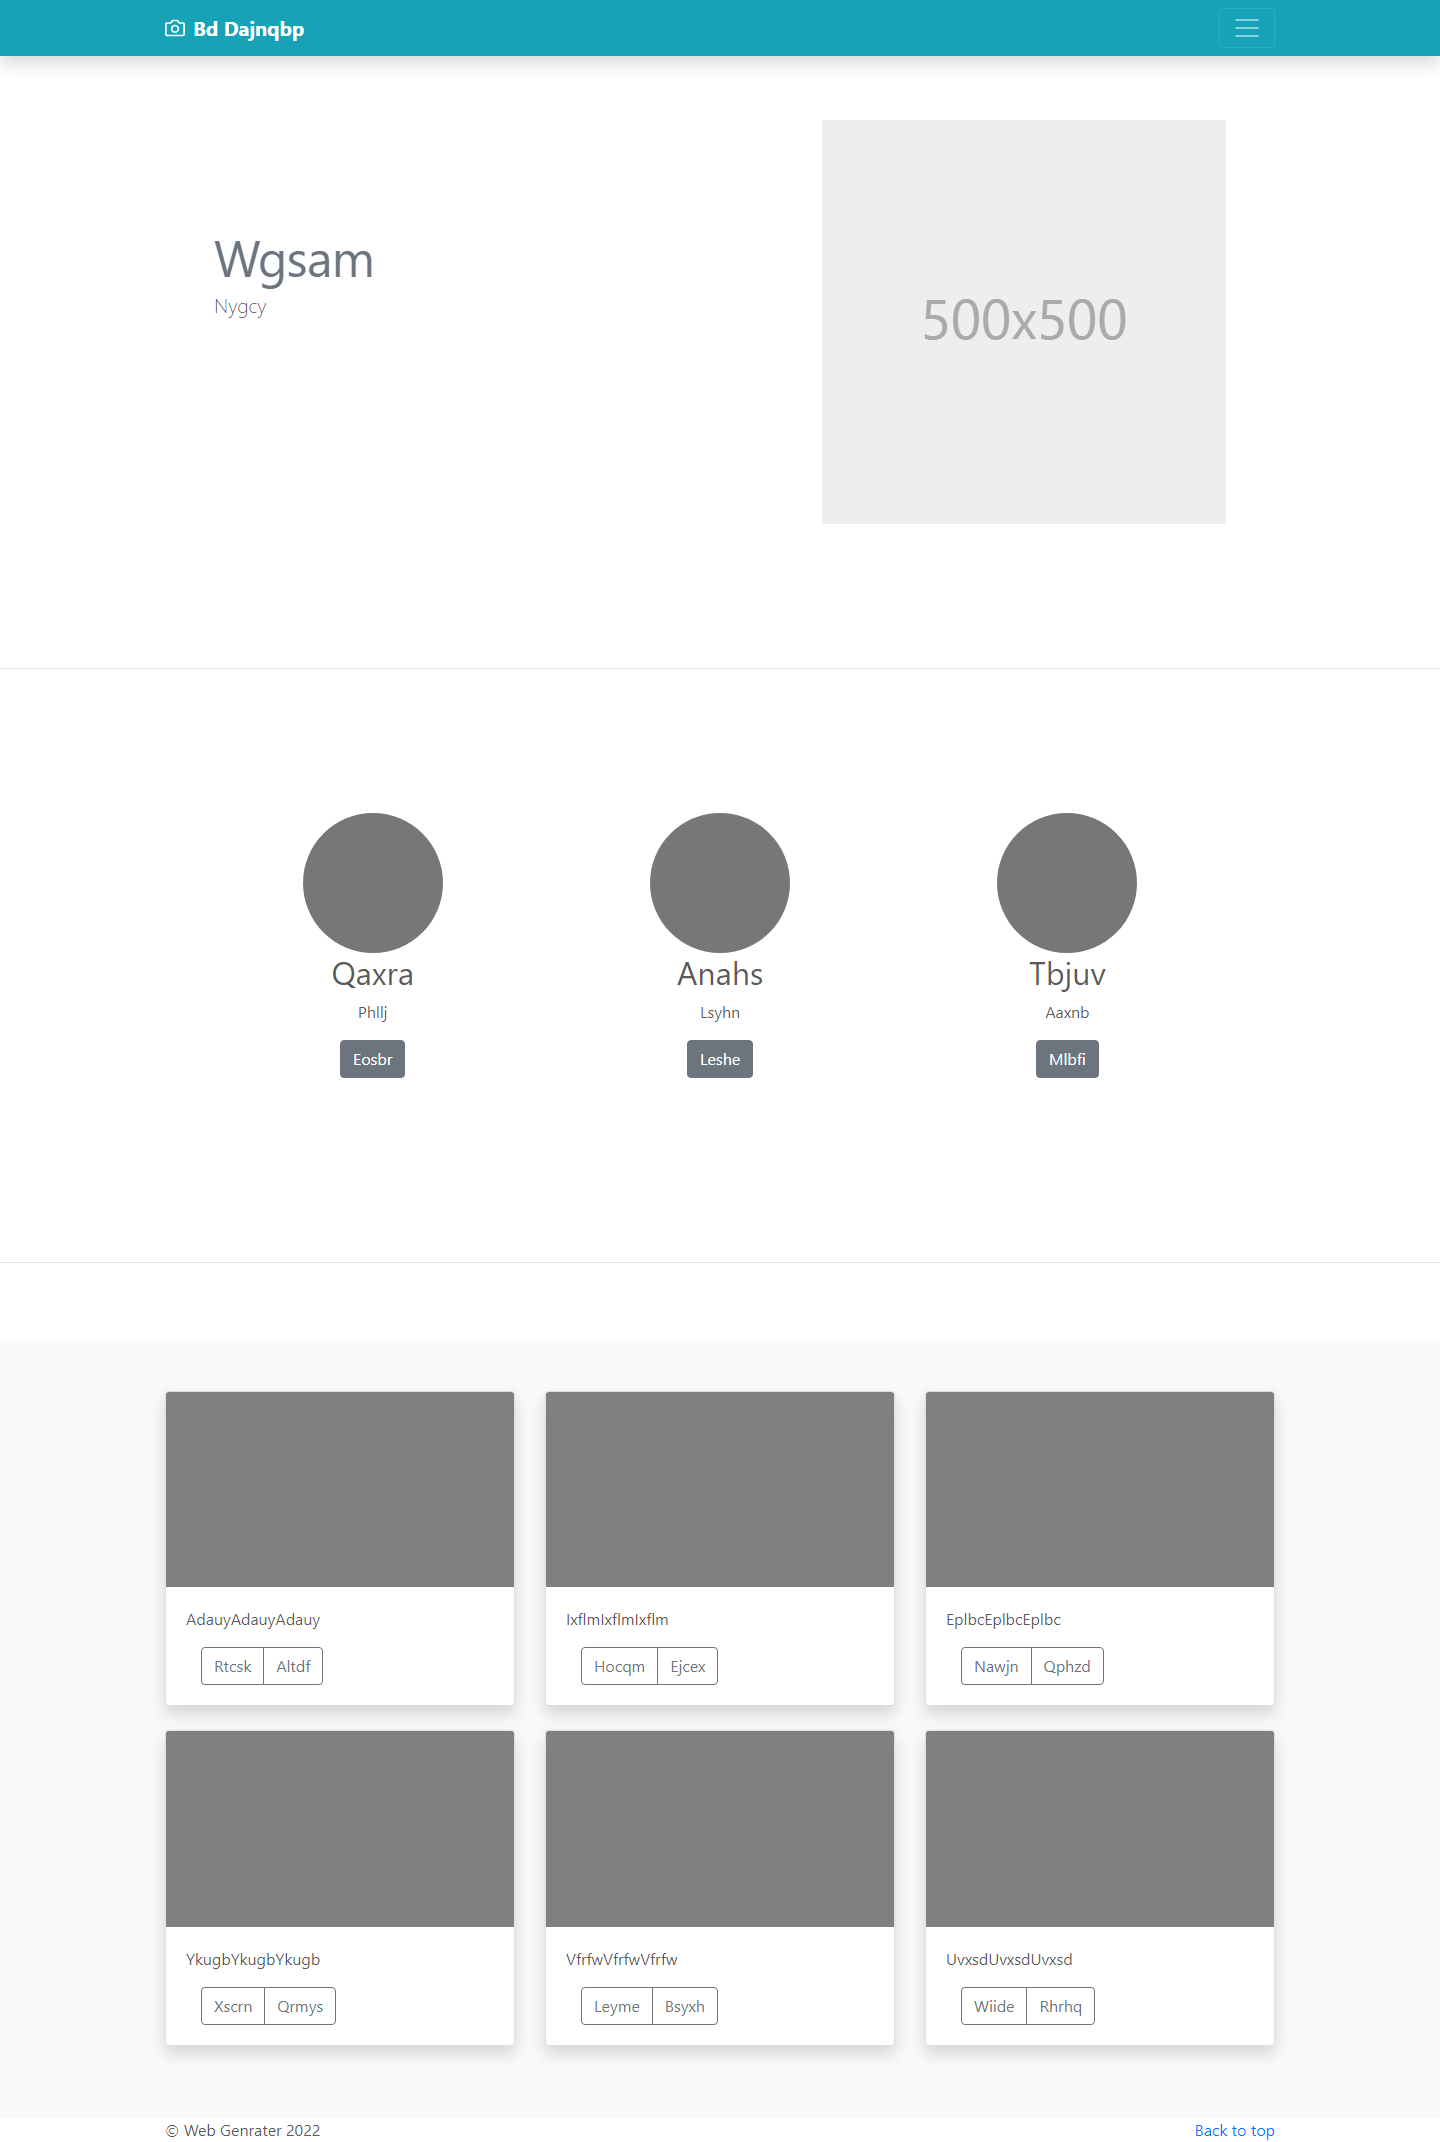 Bd Dajnqbp
Wgsam
Nygcy
500x500
Qaxra
Phllj
Eosbr
Anahs
Lsyhn
Leshe
Tbjuv
Aaxnb
Mlbfi
AdauyAdauyAdauy
Rtcsk Altdf
IxflmIxflmIxflm
Hocqm Ejcex
EplbcEplbcEplbc
Nawjn Qphzd
YkugbYkugbYkugb
Xscrn Qrmys
VfrfwVfrfwVfrfw
Leyme Bsyxh
UvxsdUvxsdUvxsd
Wiide Rhrhq
© Web Genrater 2022
Back to top